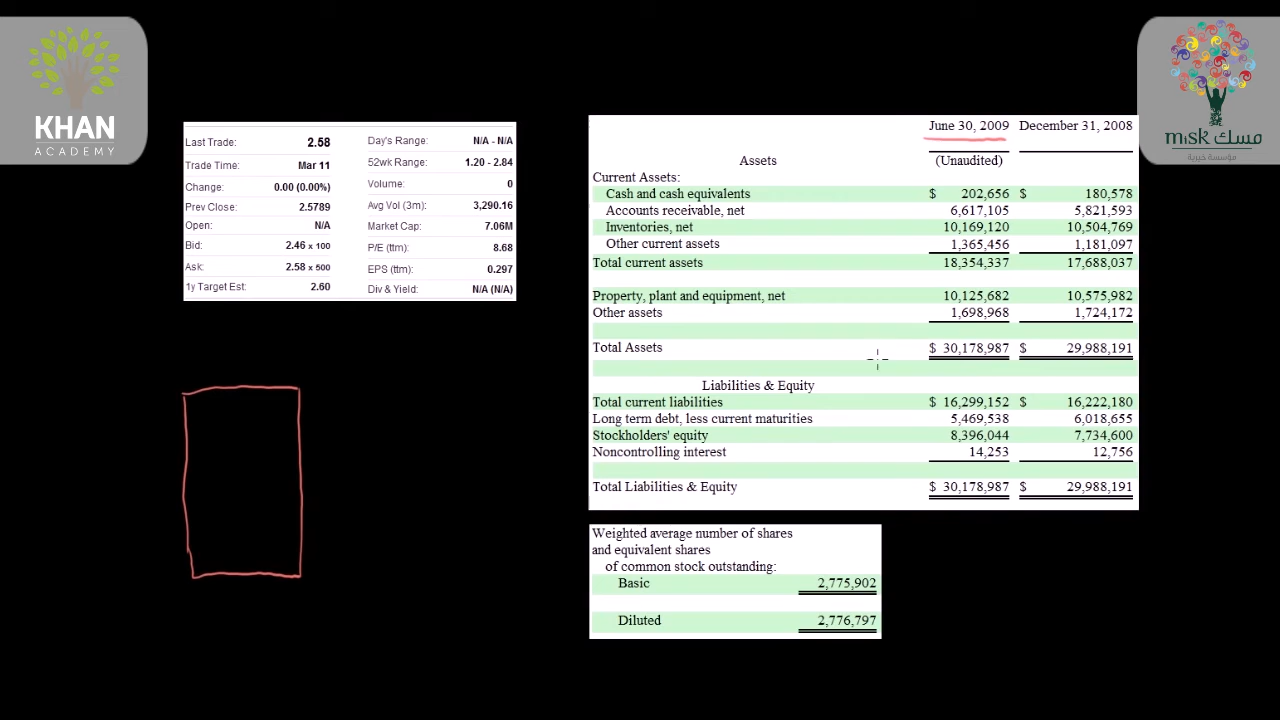 KHAN
ACADEMY
مسك misk
مؤسسة خيرية
Last Trade: 2.58
Trade Time: Mar 11
Change: 0.00 (0.00%)
Prev Close: 2.5789
Open: N/A
Bid: 2.46 x 100
Ask: 2.58 x 500
1y Target Est: 2.60
Day's Range: N/A - N/A
52wk Range: 1.20 - 2.84
Volume: 0
Avg Vol (3m): 3,290.16
Market Cap: 7.06M
P/E (ttm): 8.68
EPS (ttm): 0.297
Div & Yield: N/A (N/A)
June 30, 2009 December 31, 2008
Assets (Unaudited)
Current Assets:
Cash and cash equivalents $ 202,656 $ 180,578
Accounts receivable, net 6,617,105 5,821,593
Inventories, net 10,169,120 10,504,769
Other current assets 1,365,456 1,181,097
Total current assets 18,354,337 17,688,037
Property, plant and equipment, net 10,125,682 10,575,982
Other assets 1,698,968 1,724,172
Total Assets $ 30,178,987 $ 29,988,191
Liabilities & Equity
Total current liabilities $ 16,299,152 $ 16,222,180
Long term debt, less current maturities 5,469,538 6,018,655
Stockholders' equity 8,396,044 7,734,600
Noncontrolling interest 14,253 12,756
Total Liabilities & Equity $ 30,178,987 $ 29,988,191
Weighted average number of shares
and equivalent shares
of common stock outstanding:
Basic 2,775,902
Diluted 2,776,797